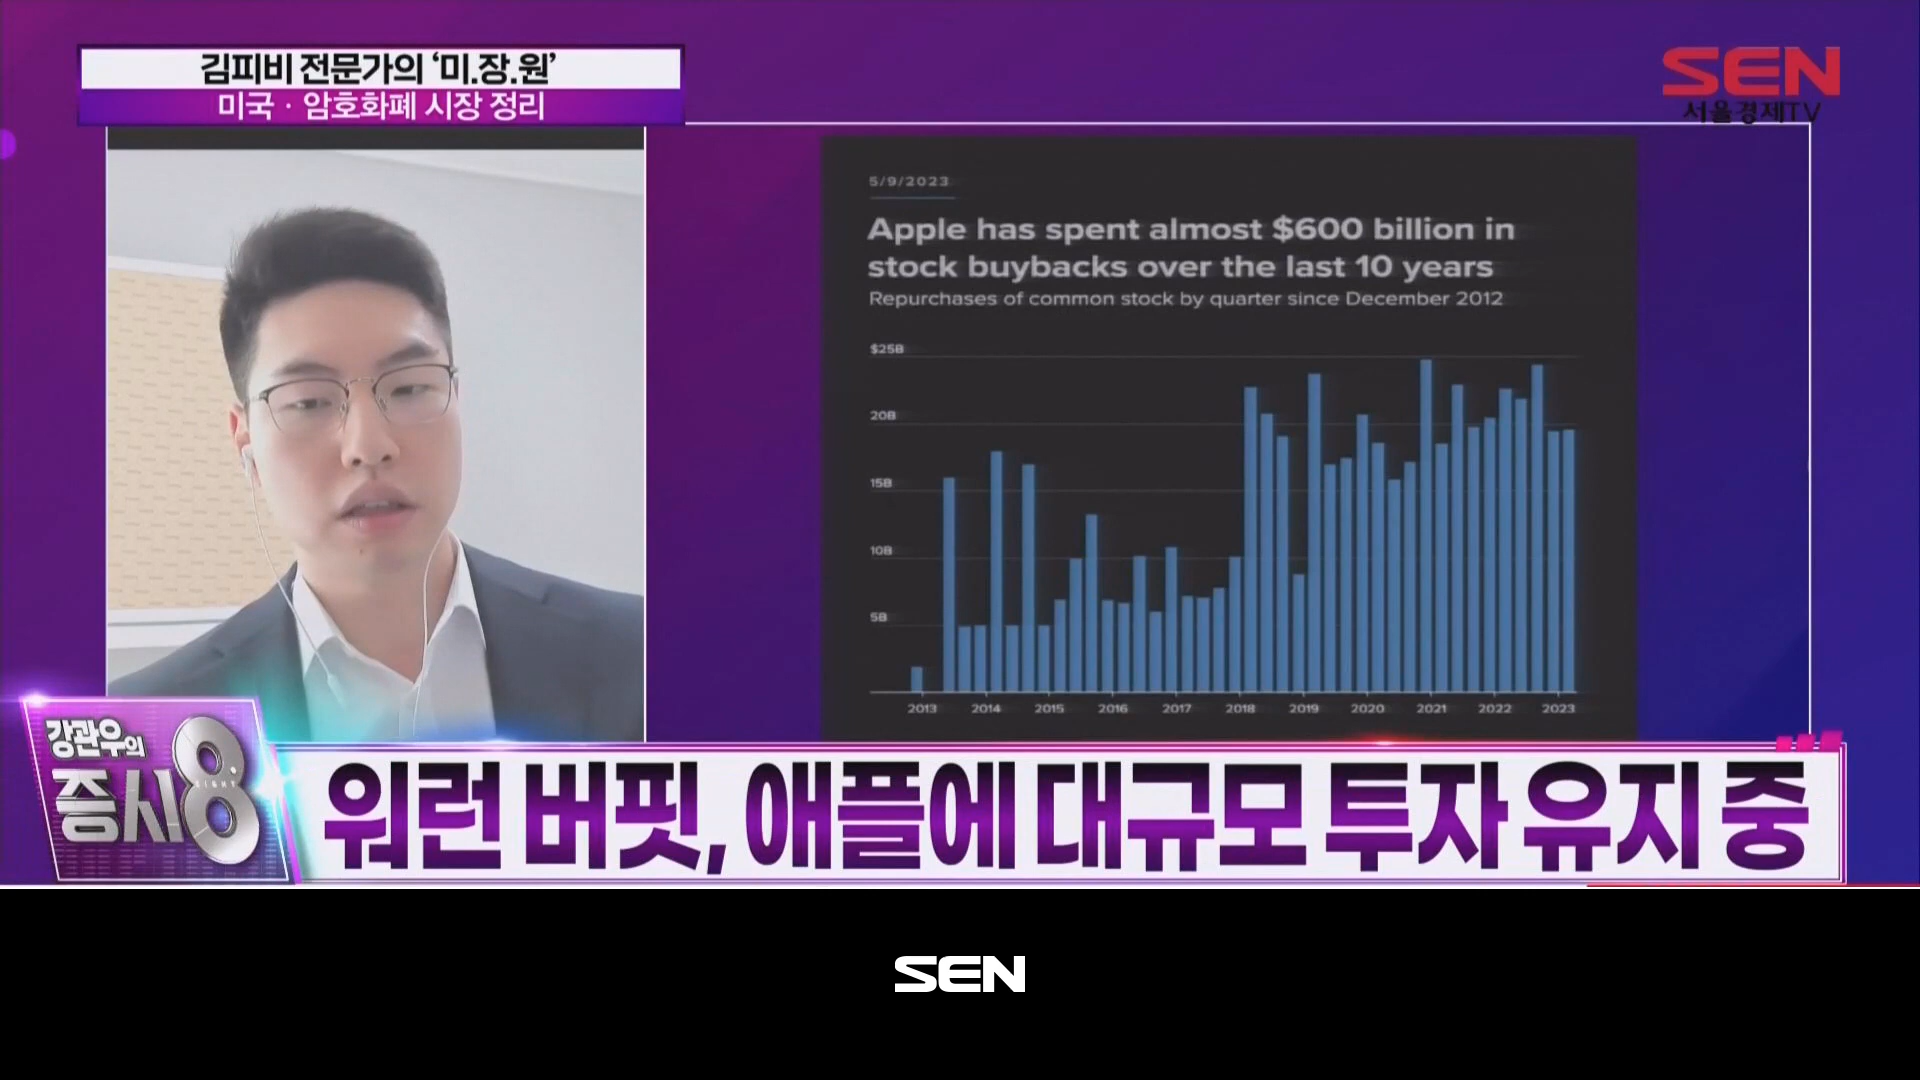 김피비 전문가의 ‘미.장.원’
미국 · 암호화폐 시장 정리
SEN
서울경제TV
5/9/2023
Apple has spent almost $600 billion in
stock buybacks over the last 10 years
Repurchases of common stock by quarter since December 2012
$25B
20B
15B
10B
5B
2013 2014 2015 2016 2017 2018 2019 2020 2021 2022 2023
강관우의
증시8
EIGHT
워런 버핏, 애플에 대규모 투자 유지 중
SEN